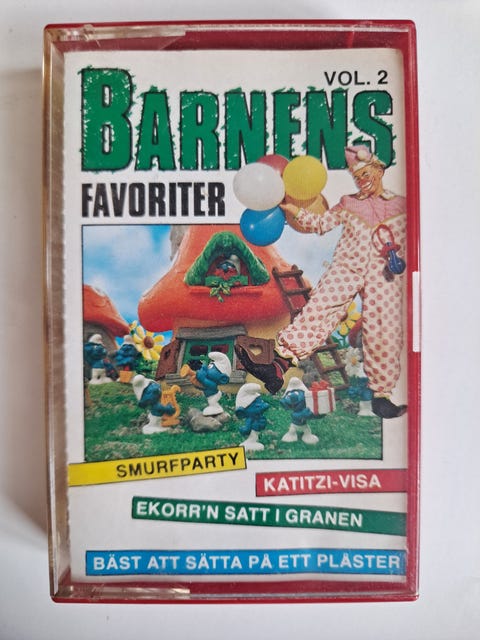 VOL. 2
BARNENS
FAVORITER
SMURFPARTY
KATITZI-VISA
EKORR'N SATT I GRANEN
BÄST ATT SÄTTA PÅ ETT PLÅSTER